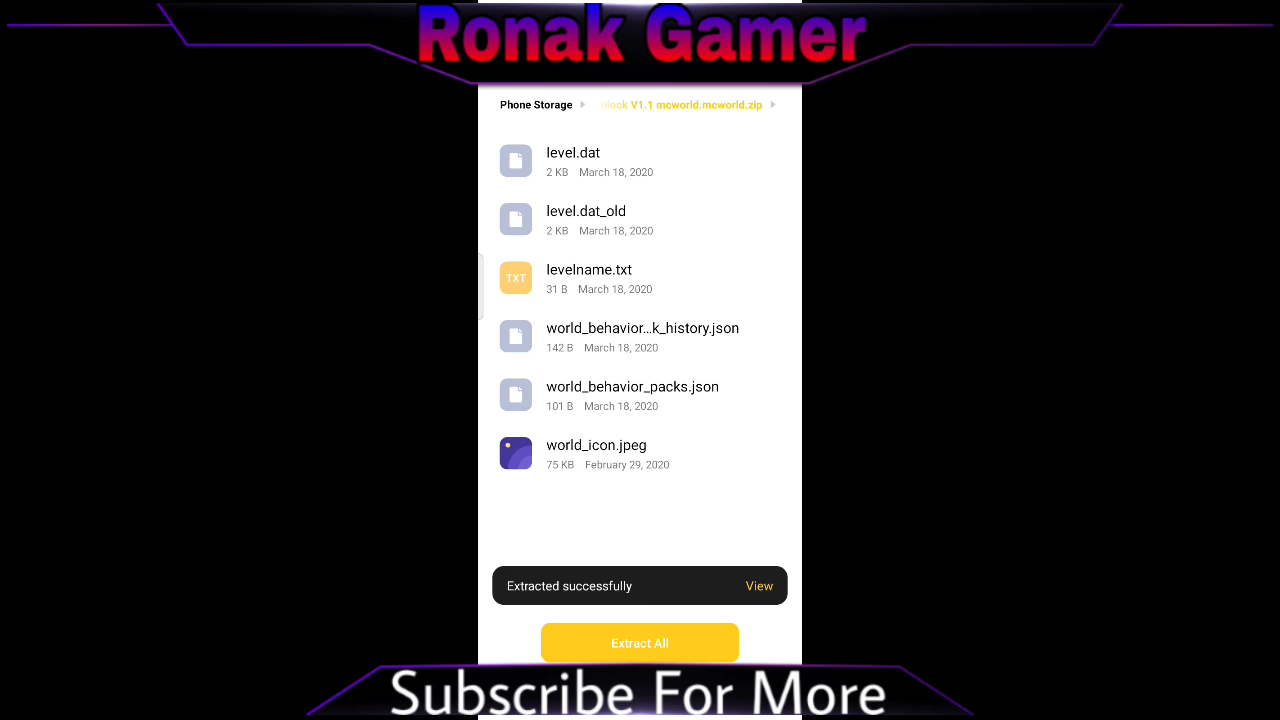 Ronak Gamer
Phone Storage
Block V1.1 mcworld.mcworld.zip
level.dat
2 KB March 18, 2020
level.dat_old
2 KB March 18, 2020
TXT
levelname.txt
31 B March 18, 2020
world_behavior...k_history.json
142 B March 18, 2020
world_behavior_packs.json
101 B March 18, 2020
world_icon.jpeg
75 KB February 29, 2020
Extracted successfully
View
Extract All
Subscribe For More